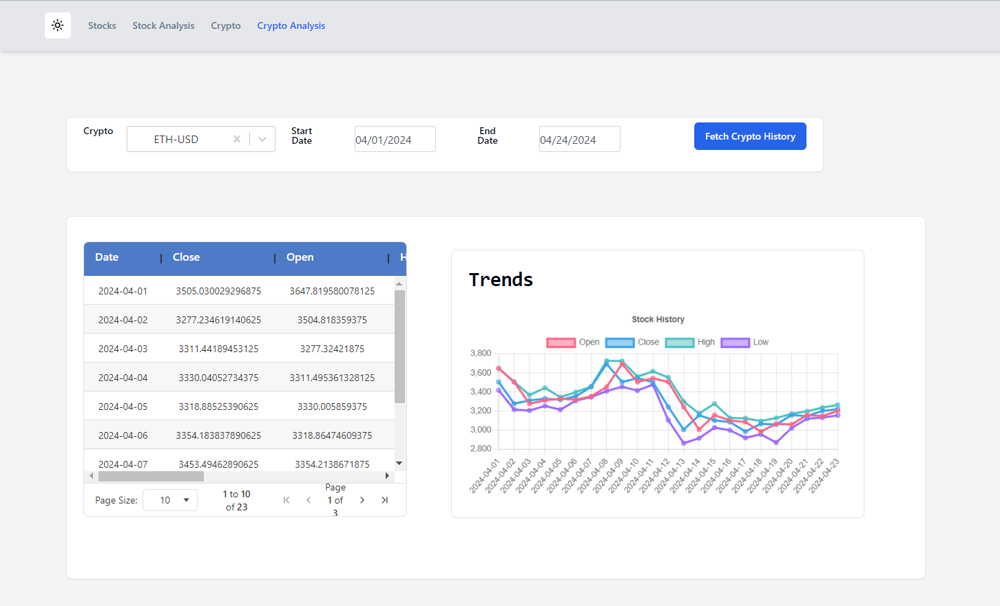 Stocks Stock Analysis Crypto Crypto Analysis
Crypto ETH-USD Start Date 04/01/2024 End Date 04/24/2024 Fetch Crypto History
Date Close Open H
2024-04-01 3505.030029296875 3647.819580078125
2024-04-02 3277.234619140625 3504.818359375
2024-04-03 3311.44189453125 3277.32421875
2024-04-04 3330.04052734375 3311.495361328125
2024-04-05 3318.88525390625 3330.005859375
2024-04-06 3354.183837890625 3318.86474609375
2024-04-07 3453.49462890625 3354.2138671875
Page Size: 10 1 to 10 of 23 Page 1 of 3
Trends
Stock History
Open Close High Low
3,800
3,600
3,400
3,200
3,000
2,800
2024-04-01 2024-04-02 2024-04-03 2024-04-04 2024-04-05 2024-04-06 2024-04-07 2024-04-08 2024-04-09 2024-04-10 2024-04-11 2024-04-12 2024-04-13 2024-04-14 2024-04-15 2024-04-16 2024-04-17 2024-04-18 2024-04-19 2024-04-20 2024-04-21 2024-04-22 2024-04-23